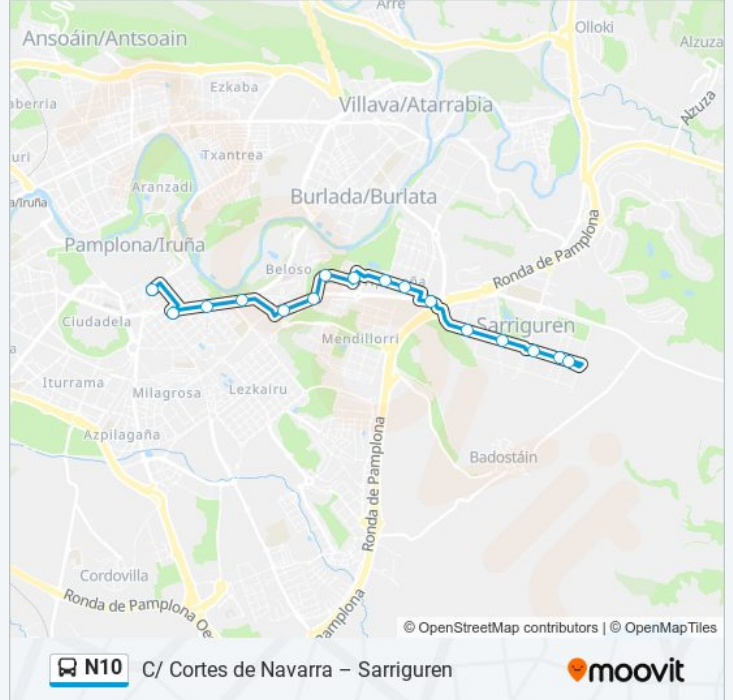 Arre
Ansoáin/Antsoain
Olloki
Alzuza
Ezkaba
aberria
Villava/Atarrabia
Alzuza
uri
Txantrea
Aranzadi
Burlada/Burlata
a/Iruña
Pamplona/Iruña
Ronda de Pamplona
Beloso
Ciudadela
Sarriguren
Mendillorri
a
Iturrama
Milagrosa
Lezkairu
Azpilagaña
Ronda de Pamplona
Badostáin
Cordovilla
Ronda de Pamplona Oe
Pamplona
© OpenStreetMap contributors | © OpenMapTiles
N10 C/ Cortes de Navarra – Sarriguren
moovit